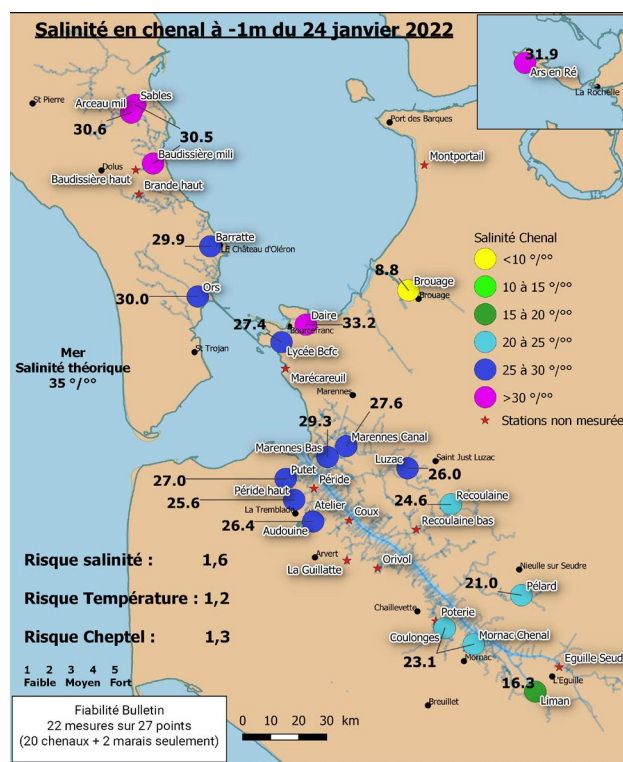 Salinité en chenal à -1m du 24 janvier 2022
31.9
Ars en Ré
La Rochelle
St Pierre
Sables
Arceau mil
30.6
30.5
Port des Barques
Baudissière mili
Dolus
Baudissière haut
Brande haut
Montportail
29.9
Barratte
LE Château d'Oléron
Salinité Chenal
<10 °/°°
10 à 15 °/°°
15 à 20 °/°°
20 à 25 °/°°
25 à 30 °/°°
>30 °/°°
Stations non mesurée
8.8
Brouage
Brouage
Ors
30.0
Daire
27.4
33.2
Bourcefranc
Lycée Bcfc
St Trojan
Mer
Salinité théorique
35 °/°°
Marécareuil
Marennes
27.6
29.3
Marennes Canal
Marennes Bas
Luzac
Saint Just Luzac
26.0
27.0
Putet
Péride
Péride haut
25.6
24.6
Recoulaine
Atelier
La Tremblade
26.4
Audouine
Coux
Recoulaine bas
Risque salinité : 1,6
Arvert
La Guillatte
Orivol
Nieulle sur Seudre
21.0
Pélard
Risque Température : 1,2
Chaillevette
Poterie
Risque Cheptel : 1,3
Coulonges
Mornac Chenal
23.1
Mornac
Eguille Seud
L'Eguille
16.3
Liman
Breuillet
1 2 3 4 5
Faible Moyen Fort
Fiabilité Bulletin
22 mesures sur 27 points
(20 chenaux + 2 marais seulement)
0 10 20 30 km